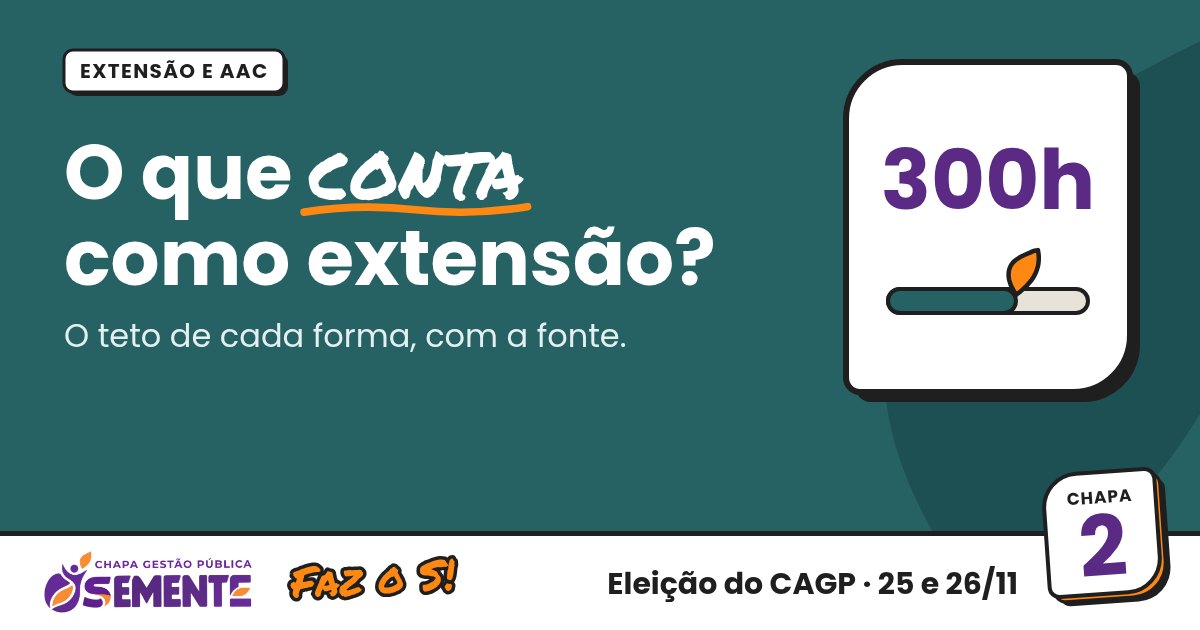 EXTENSÃO E AAC
O que CONTA
como extensão?
O teto de cada forma, com a fonte.
300h
CHAPA GESTÃO PÚBLICA
SEMENTE
FAZ O S!
Eleição do CAGP · 25 e 26/11
CHAPA
2